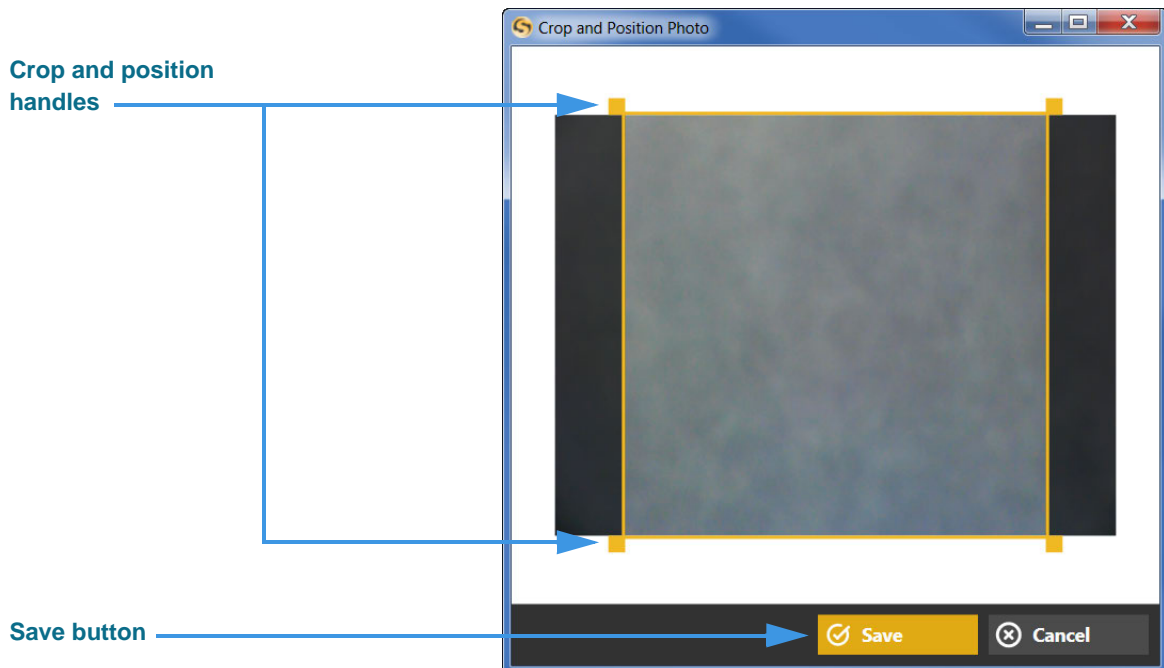 Crop and Position Photo
Crop and position
handles
Save button
Save
Cancel